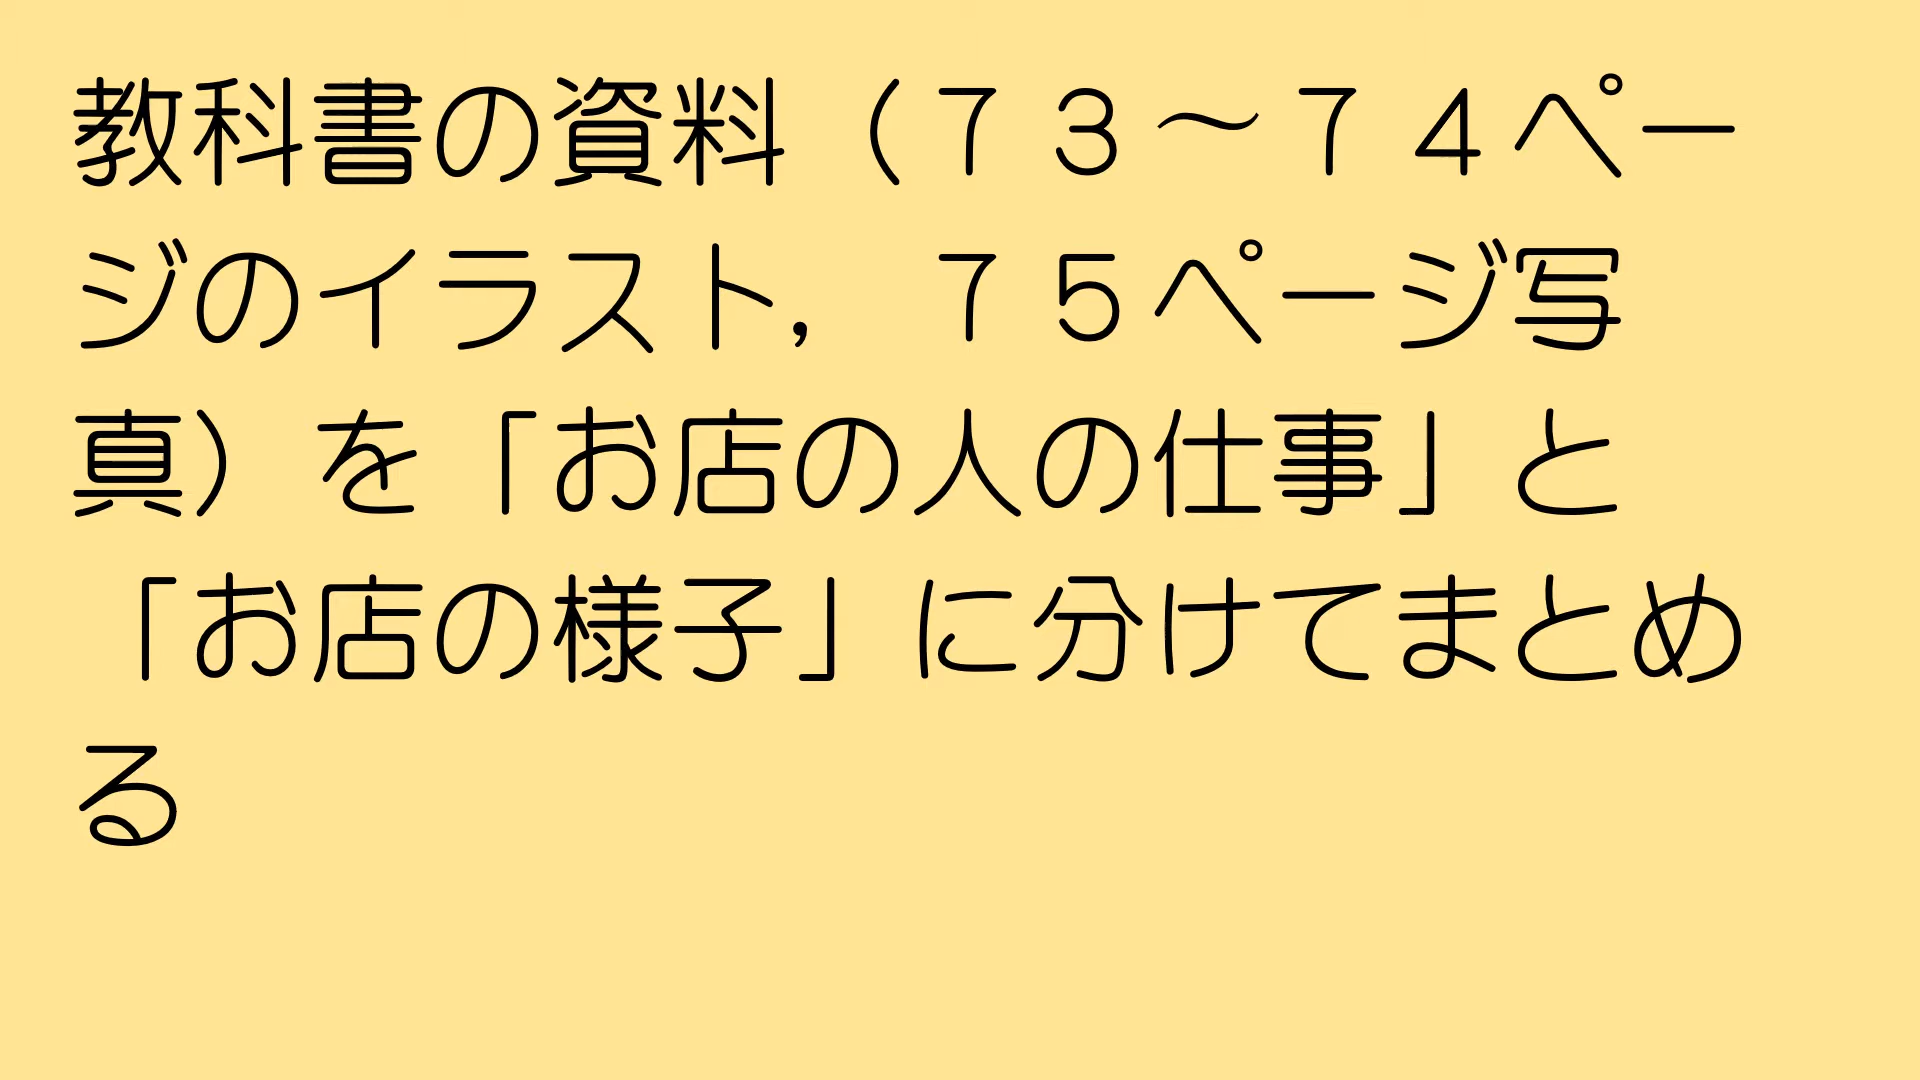 教科書の資料（７３〜７４ペー
ジのイラスト，７５ページ写
真）を「お店の人の仕事」と
「お店の様子」に分けてまとめ
る